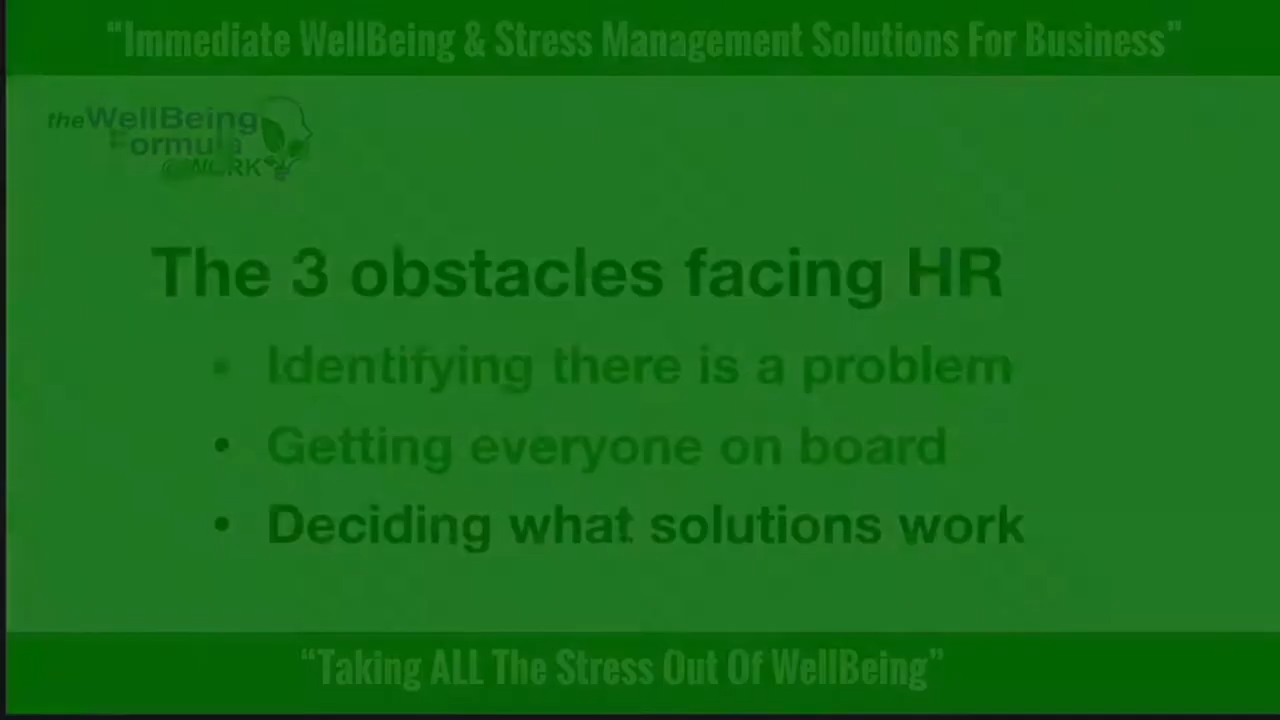 “Immediate WellBeing & Stress Management Solutions For Business”
theWellBeing
Formula
@WORK
The 3 obstacles facing HR
• Identifying there is a problem
• Getting everyone on board
• Deciding what solutions work
“Taking ALL The Stress Out Of WellBeing”